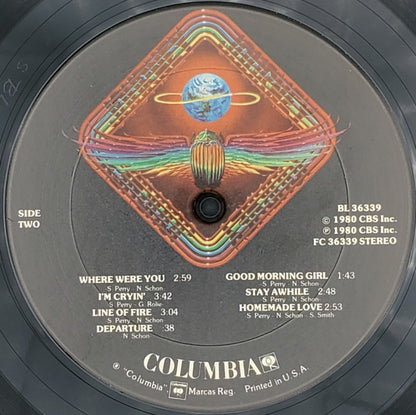 SIDE
TWO
BL 36339
© 1980 CBS Inc.
℗ 1980 CBS Inc.
FC 36339 STEREO
WHERE WERE YOU 2:59
S. Perry - N. Schon
I'M CRYIN' 3:42
S. Perry - G. Rolie
LINE OF FIRE 3:04
S. Perry - N. Schon
DEPARTURE :38
N. Schon
GOOD MORNING GIRL 1:43
S. Perry - N. Schon
STAY AWHILE 2:48
S. Perry - N. Schon
HOMEMADE LOVE 2:53
S. Perry - N. Schon - S. Smith
COLUMBIA
® "Columbia", Marcas Reg. Printed in U.S.A.